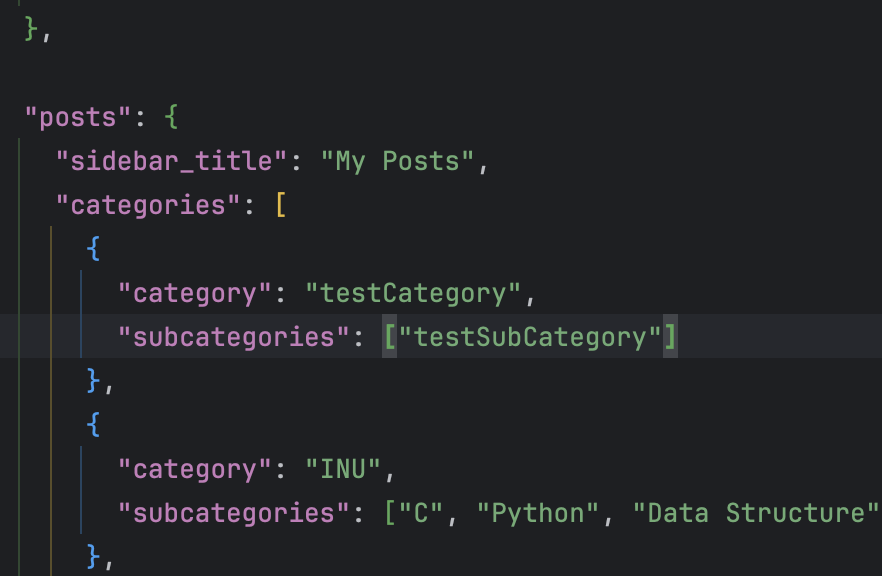 },
"posts": {
"sidebar_title": "My Posts",
"categories": [
{
"category": "testCategory",
"subcategories": ["testSubCategory"]
},
{
"category": "INU",
"subcategories": ["C", "Python", "Data Structure"
},